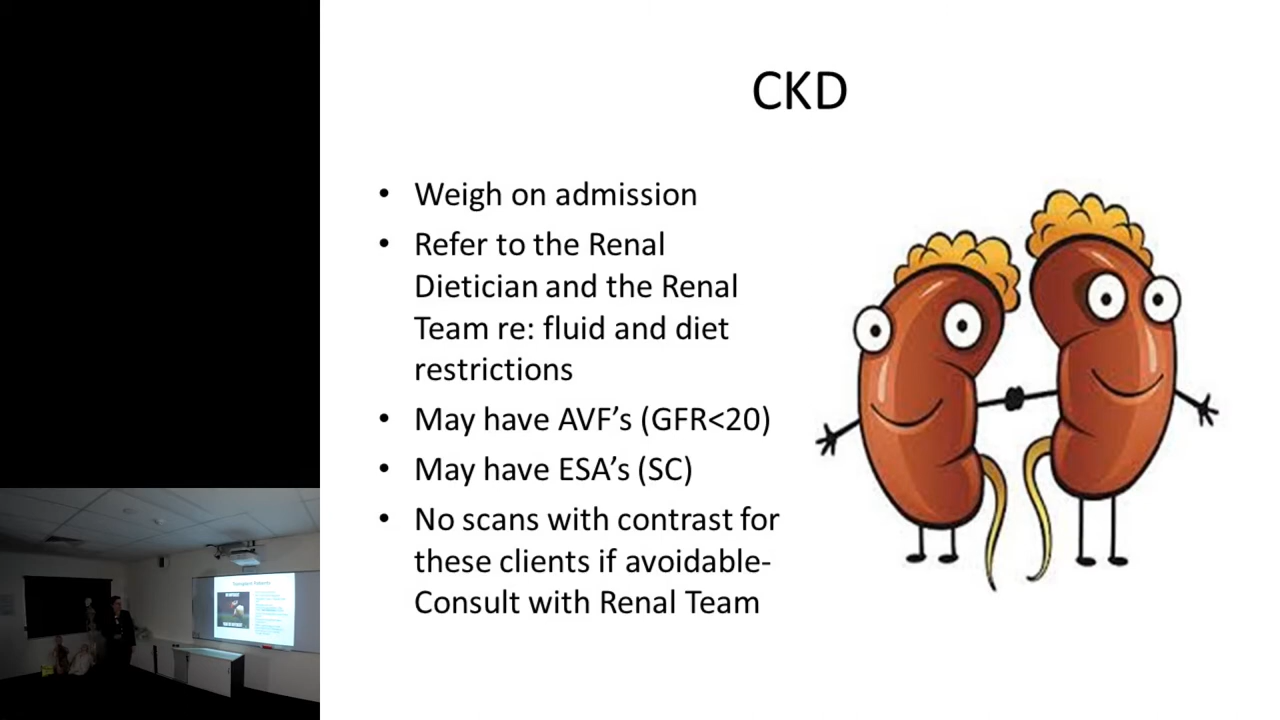 CKD
• Weigh on admission
• Refer to the Renal
Dietician and the Renal
Team re: fluid and diet
restrictions
• May have AVF's (GFR<20)
• May have ESA's (SC)
• No scans with contrast for
these clients if avoidable-
Consult with Renal Team